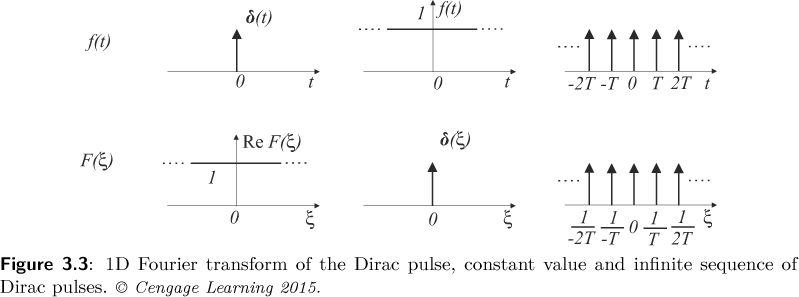 f(t)
δ(t)
0
t
1
f(t)
0
t
-2T -T 0 T 2T t
F(ξ)
Re F(ξ)
1
0
ξ
δ(ξ)
0
ξ
1/-2T 1/-T 0 1/T 1/2T ξ
Figure 3.3: 1D Fourier transform of the Dirac pulse, constant value and infinite sequence of
Dirac pulses. © Cengage Learning 2015.